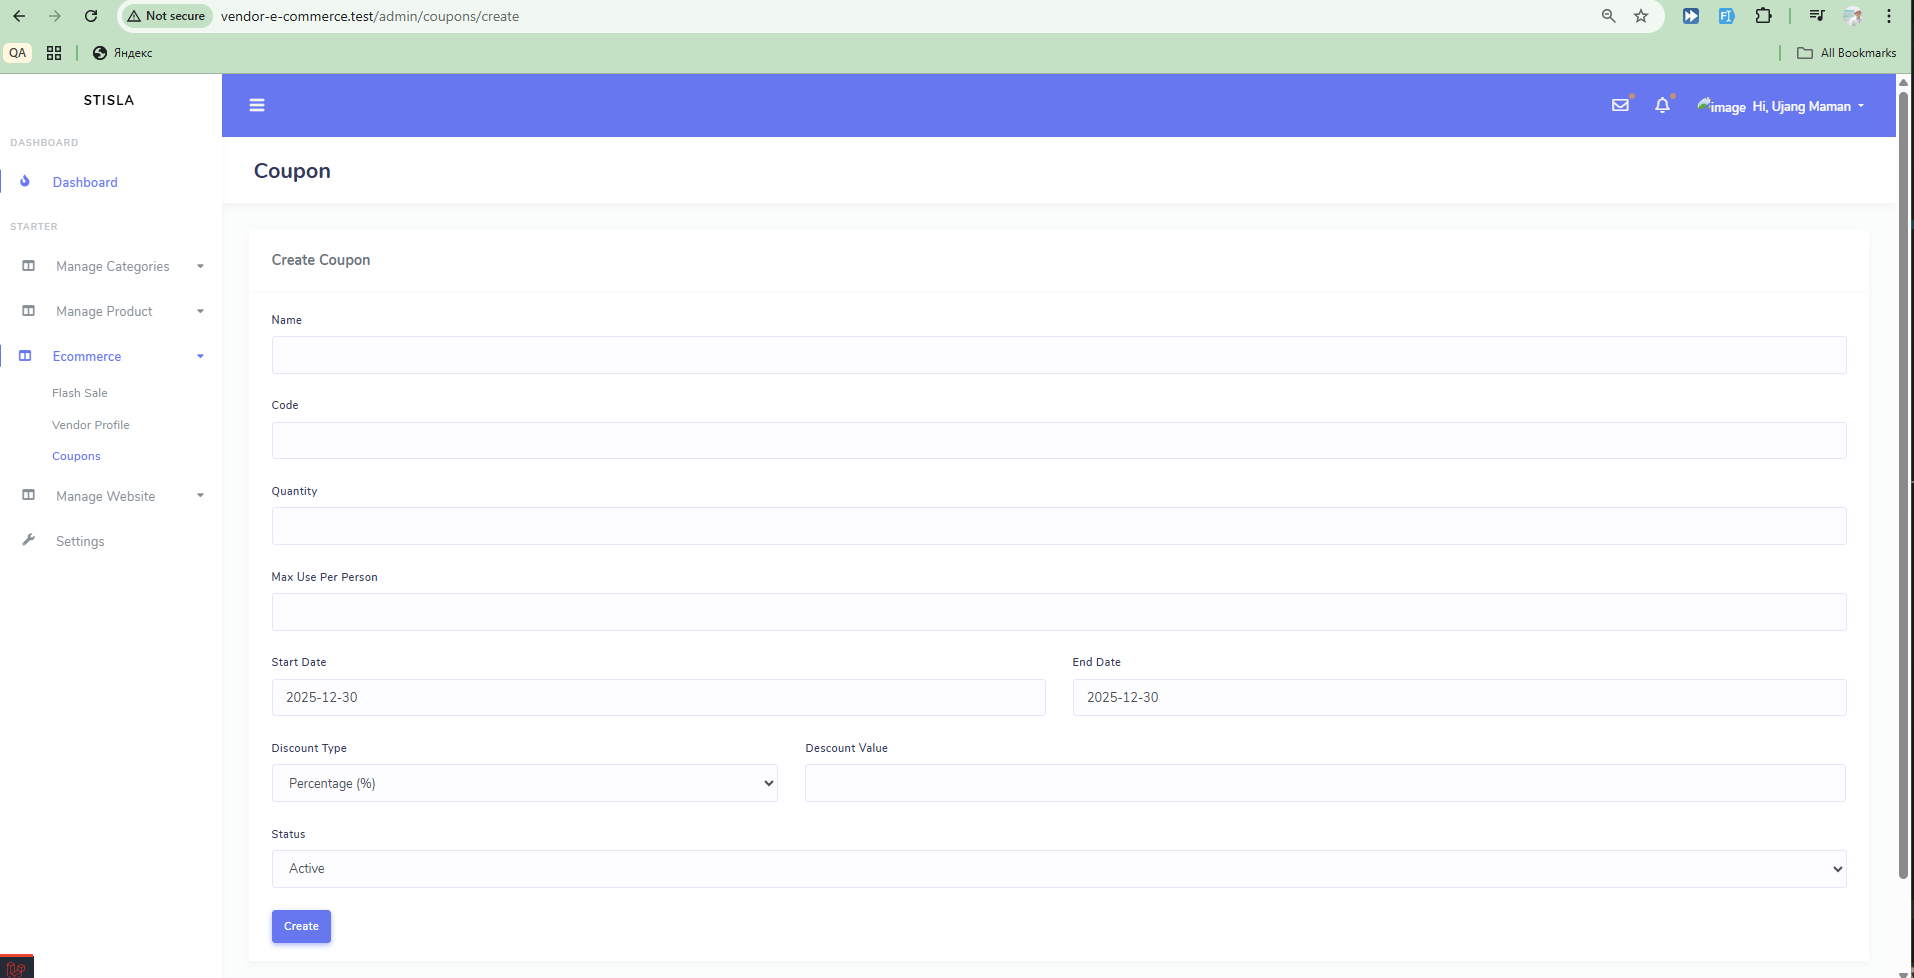 Not secure
vendor-e-commerce.test/admin/coupons/create
QA
Яндекс
All Bookmarks
STISLA
image
Hi, Ujang Maman
DASHBOARD
Dashboard
STARTER
Manage Categories
Manage Product
Ecommerce
Flash Sale
Vendor Profile
Coupons
Manage Website
Settings
Coupon
Create Coupon
Name
Code
Quantity
Max Use Per Person
Start Date
End Date
2025-12-30
2025-12-30
Discount Type
Descount Value
Percentage (%)
Status
Active
Create